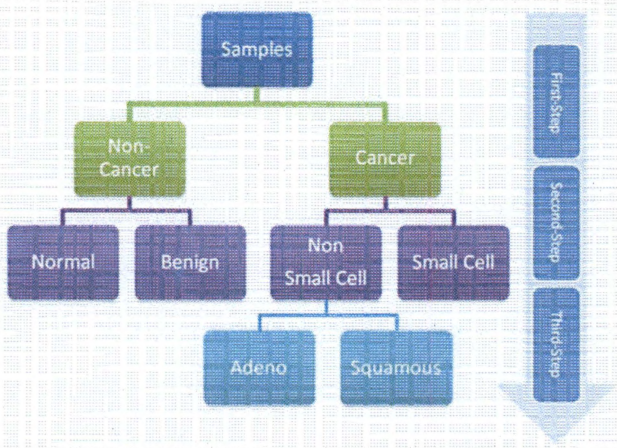 Samples
Non-
Cancer
Cancer
Normal
Benign
Non
Small Cell
Small Cell
Adeno
Squamous
First-Step
Second-Step
Third-Step